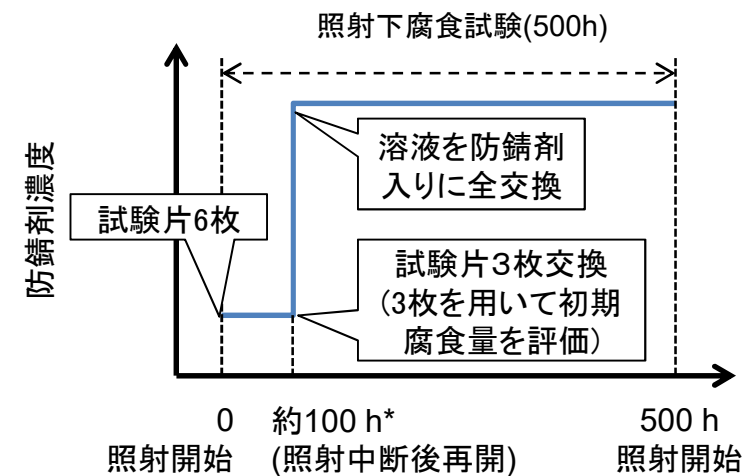 照射下腐食試験(500h)
防錆剤濃度
溶液を防錆剤
入りに全交換
試験片6枚
試験片３枚交換
(3枚を用いて初期
腐食量を評価)
0
照射開始
約100 h*
(照射中断後再開)
500 h
照射開始